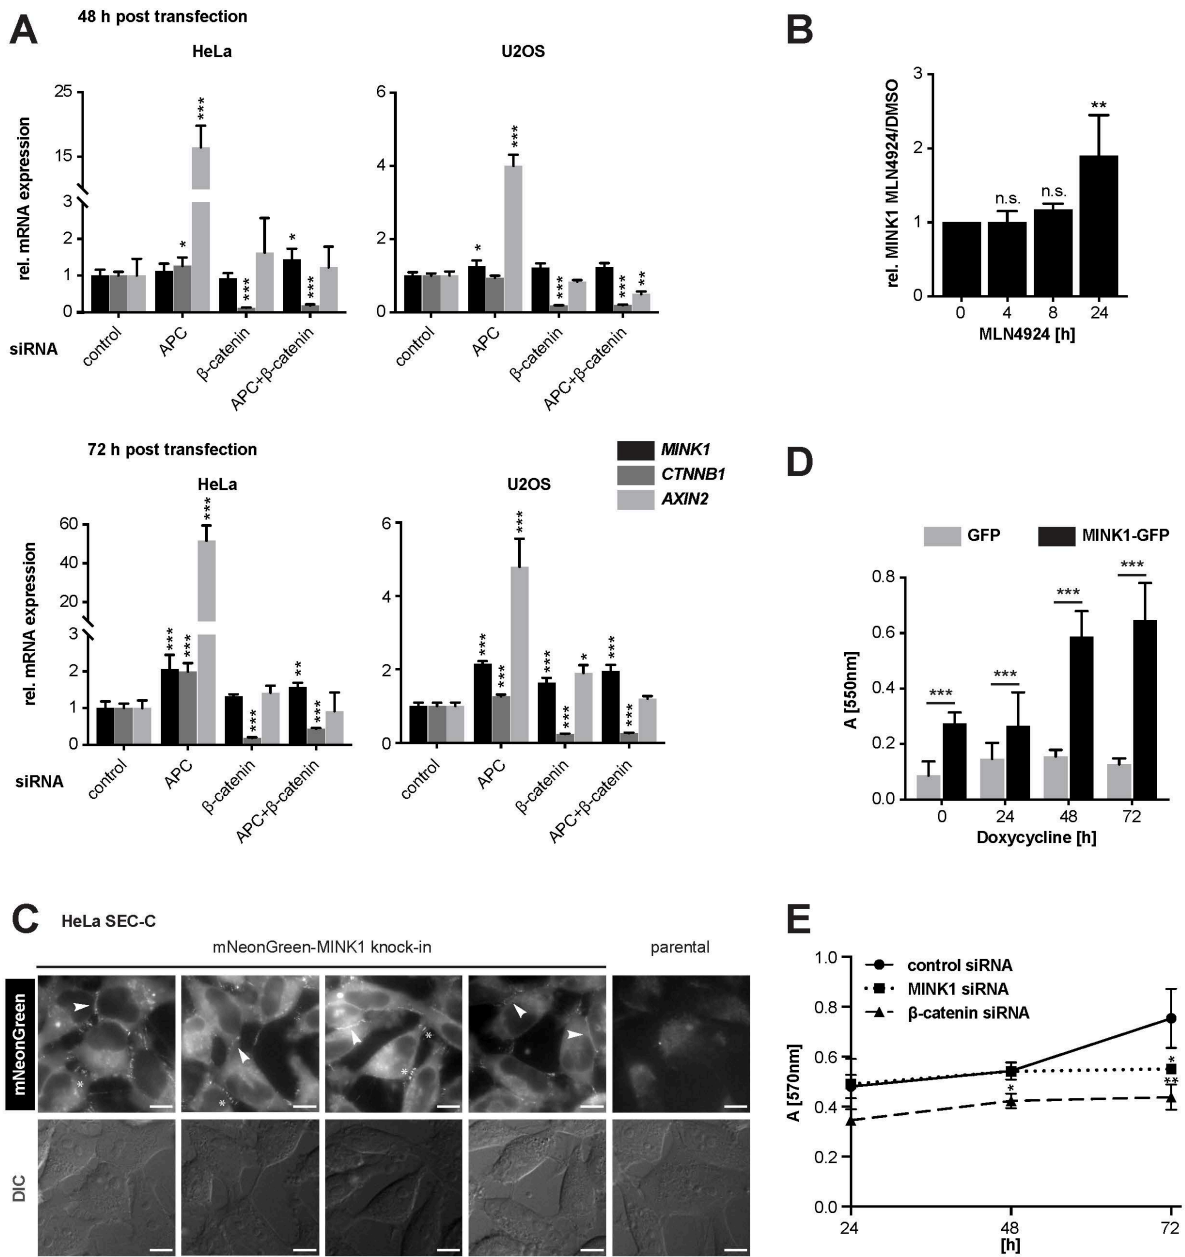 A
48 h post transfection
HeLa
U2OS
rel. mRNA expression
25
15
3
2
1
0
***
*
***
*
***
6
4
2
0
*
***
***
***
**
siRNA
control
APC
β-catenin
APC+β-catenin
control
APC
β-catenin
APC+β-catenin
B
rel. MINK1 MLN4924/DMSO
3
2
1
0
n.s.
n.s.
**
0 4 8 24
MLN4924 [h]
72 h post transfection
HeLa
U2OS
MINK1
CTNNB1
AXIN2
rel. mRNA expression
60
40
20
3
2
1
0
***
***
***
***
**
***
6
4
2
0
***
***
***
***
***
*
***
***
siRNA
control
APC
β-catenin
APC+β-catenin
control
APC
β-catenin
APC+β-catenin
D
GFP
MINK1-GFP
A [550nm]
0.8
0.6
0.4
0.2
0.0
***
***
***
***
0 24 48 72
Doxycycline [h]
C
HeLa SEC-C
mNeonGreen-MINK1 knock-in
parental
mNeonGreen
*
*
*
*
DIC
E
control siRNA
MINK1 siRNA
β-catenin siRNA
A [570nm]
1.0
0.8
0.6
0.4
0.2
0.0
*
*
**
24 48 72
[h]